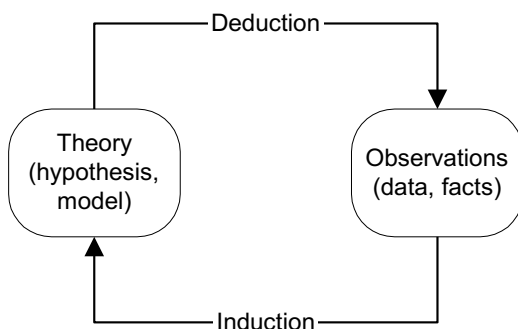 Deduction
Theory
(hypothesis,
model)
Observations
(data, facts)
Induction